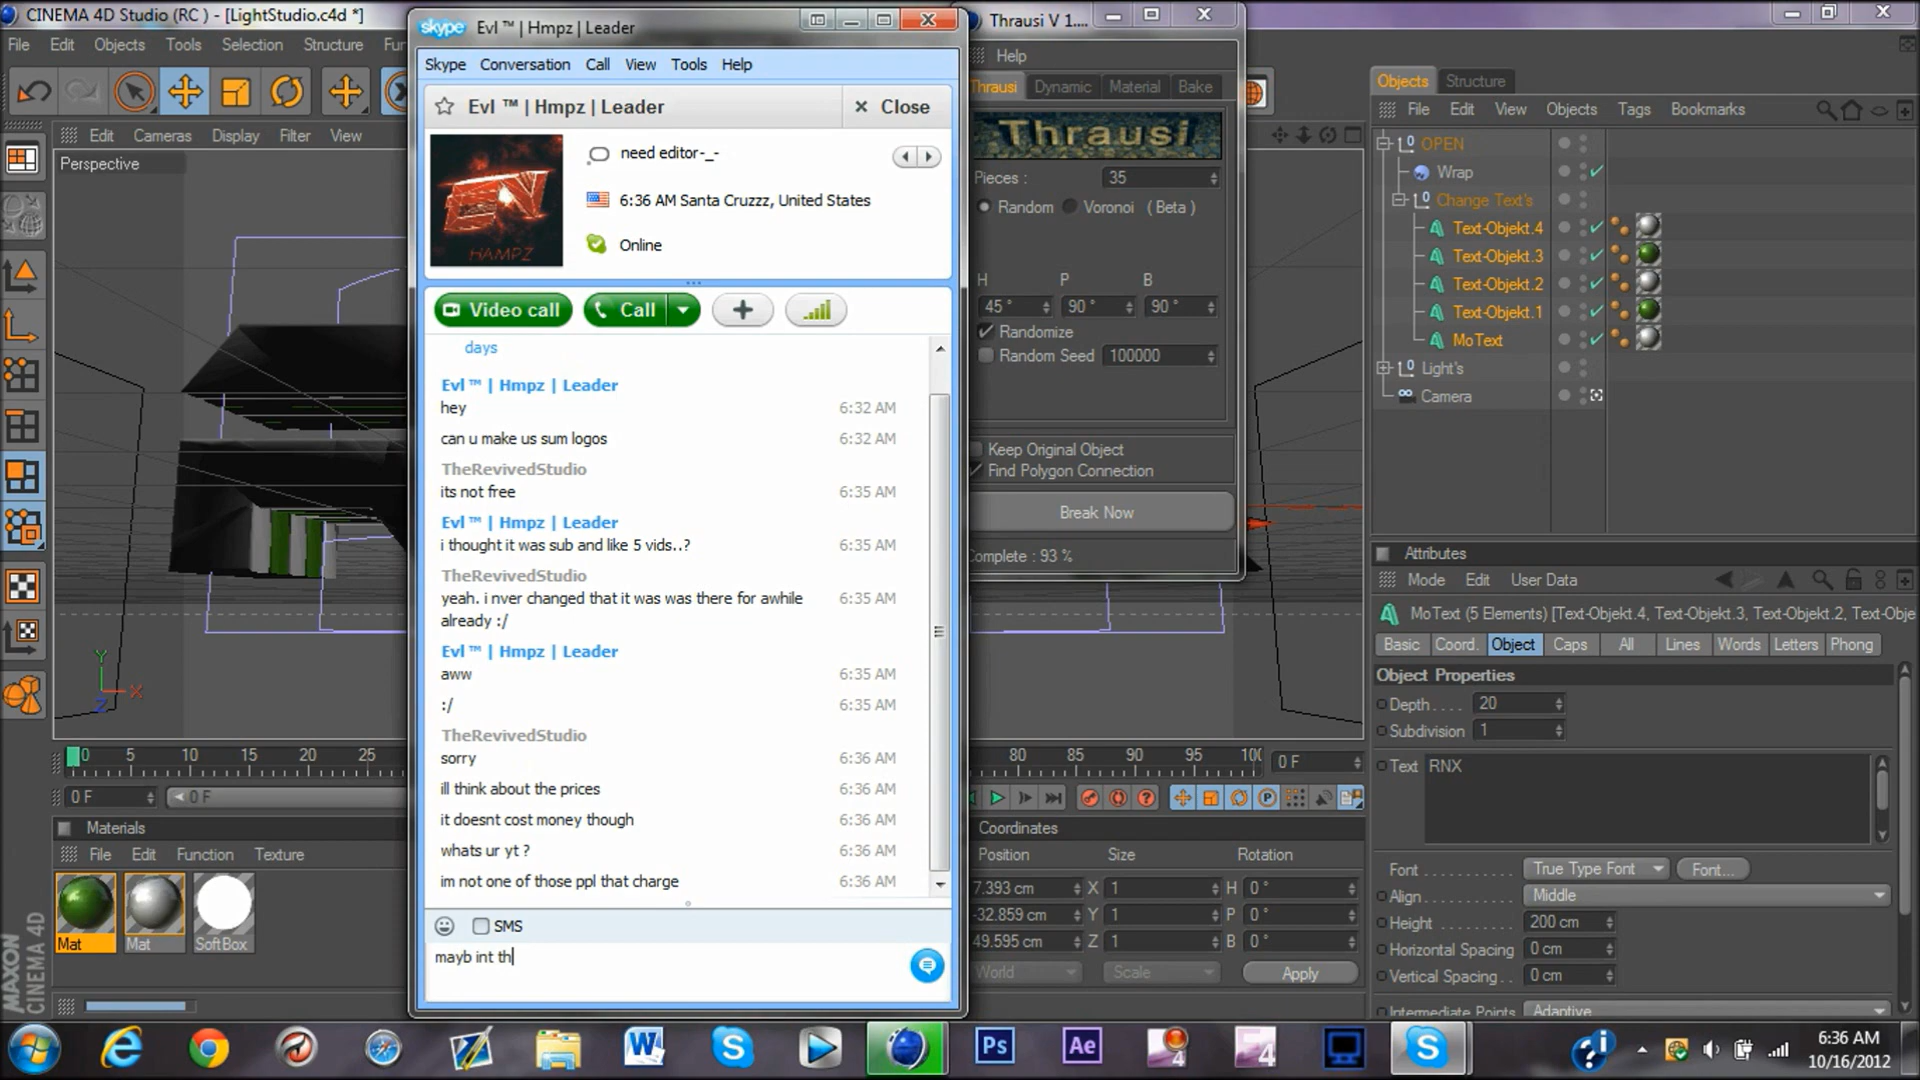 CINEMA 4D Studio (RC ) - [LightStudio.c4d *]
File Edit Objects Tools Selection Structure
Edit Cameras Display Filter View
Perspective
skype Evl ™ | Hmpz | Leader
Skype Conversation Call View Tools Help
Evl ™ | Hmpz | Leader
Close
need editor-_-
6:36 AM Santa Cruzzz, United States
Online
HAMPZ
Video call Call
days
Evl ™ | Hmpz | Leader
hey 6:32 AM
can u make us sum logos 6:32 AM
TheRevivedStudio
its not free 6:35 AM
Evl ™ | Hmpz | Leader
i thought it was sub and like 5 vids..? 6:35 AM
TheRevivedStudio
yeah. i nver changed that it was was there for awhile 6:35 AM
already :/
Evl ™ | Hmpz | Leader
aww 6:35 AM
:/ 6:35 AM
TheRevivedStudio
sorry 6:36 AM
ill think about the prices 6:36 AM
it doesnt cost money though 6:36 AM
whats ur yt ? 6:36 AM
im not one of those ppl that charge 6:36 AM
SMS
mayb int th
Thrausi V 1....
Help
Thrausi Dynamic Material Bake
Thrausi
Pieces : 35
Random Voronoi ( Beta )
H P B
45 ° 90 ° 90 °
Randomize
Random Seed 100000
Keep Original Object
Find Polygon Connection
Break Now
Complete : 93 %
Objects Structure
File Edit View Objects Tags Bookmarks
OPEN
Wrap
Change Text's
Text-Objekt.4
Text-Objekt.3
Text-Objekt.2
Text-Objekt.1
MoText
Light's
Camera
Attributes
Mode Edit User Data
MoText (5 Elements) [Text-Objekt.4, Text-Objekt.3, Text-Objekt.2, Text-Obje
Basic Coord. Object Caps All Lines Words Letters Phong
Object Properties
Depth . . . . 20
Subdivision 1
Text RNX
Font . . . . . . . . . . . True Type Font Font...
Align . . . . . . . . . . . Middle
Height . . . . . . . . . 200 cm
Horizontal Spacing 0 cm
Vertical Spacing . . 0 cm
Intermediate Points Adaptive
Y X Z
0 5 10 15 20 25
80 85 90 95 100 0 F
0 F 0 F
Materials
File Edit Function Texture
Mat Mat SoftBox
MAXON
CINEMA 4D
Coordinates
Position Size Rotation
7.393 cm X 1 H 0 °
-32.859 cm Y 1 P 0 °
49.595 cm Z 1 B 0 °
World Scale Apply
Ps Ae 4 4
6:36 AM
10/16/2012